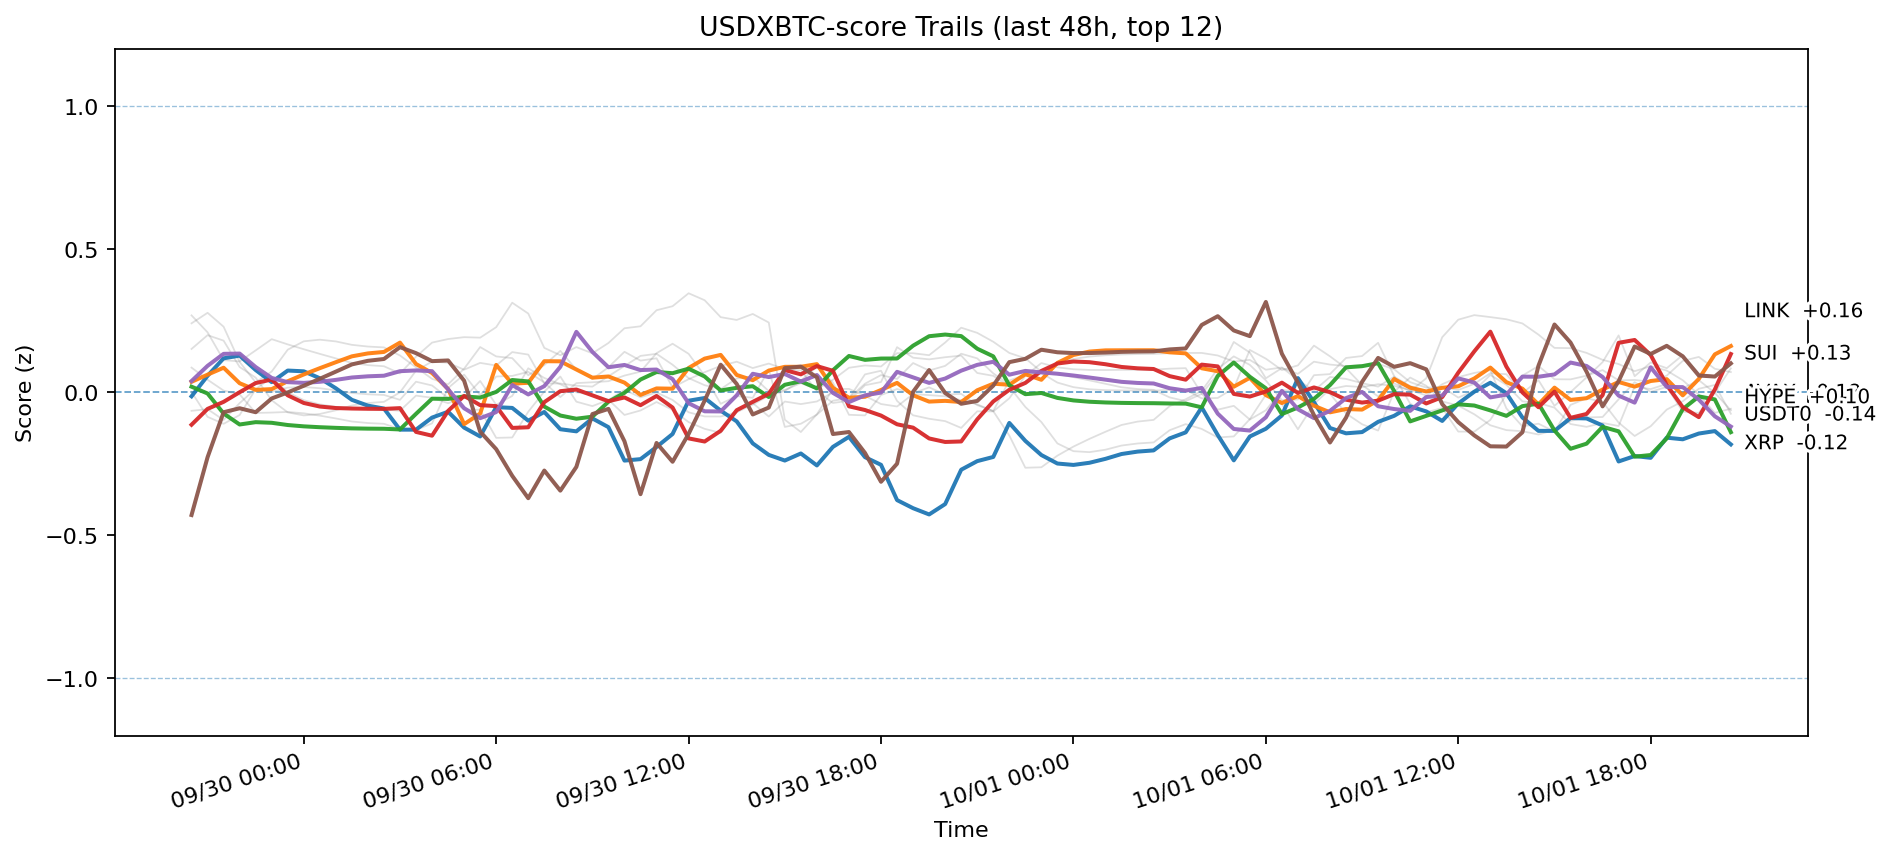 USDXBTC-score Trails (last 48h, top 12)
Score (z)
1.0
0.5
0.0
−0.5
−1.0
LINK +0.16
SUI +0.13
HYPE +0.10
USDT0 -0.14
XRP -0.12
09/30 00:00
09/30 06:00
09/30 12:00
09/30 18:00
10/01 00:00
10/01 06:00
10/01 12:00
10/01 18:00
Time